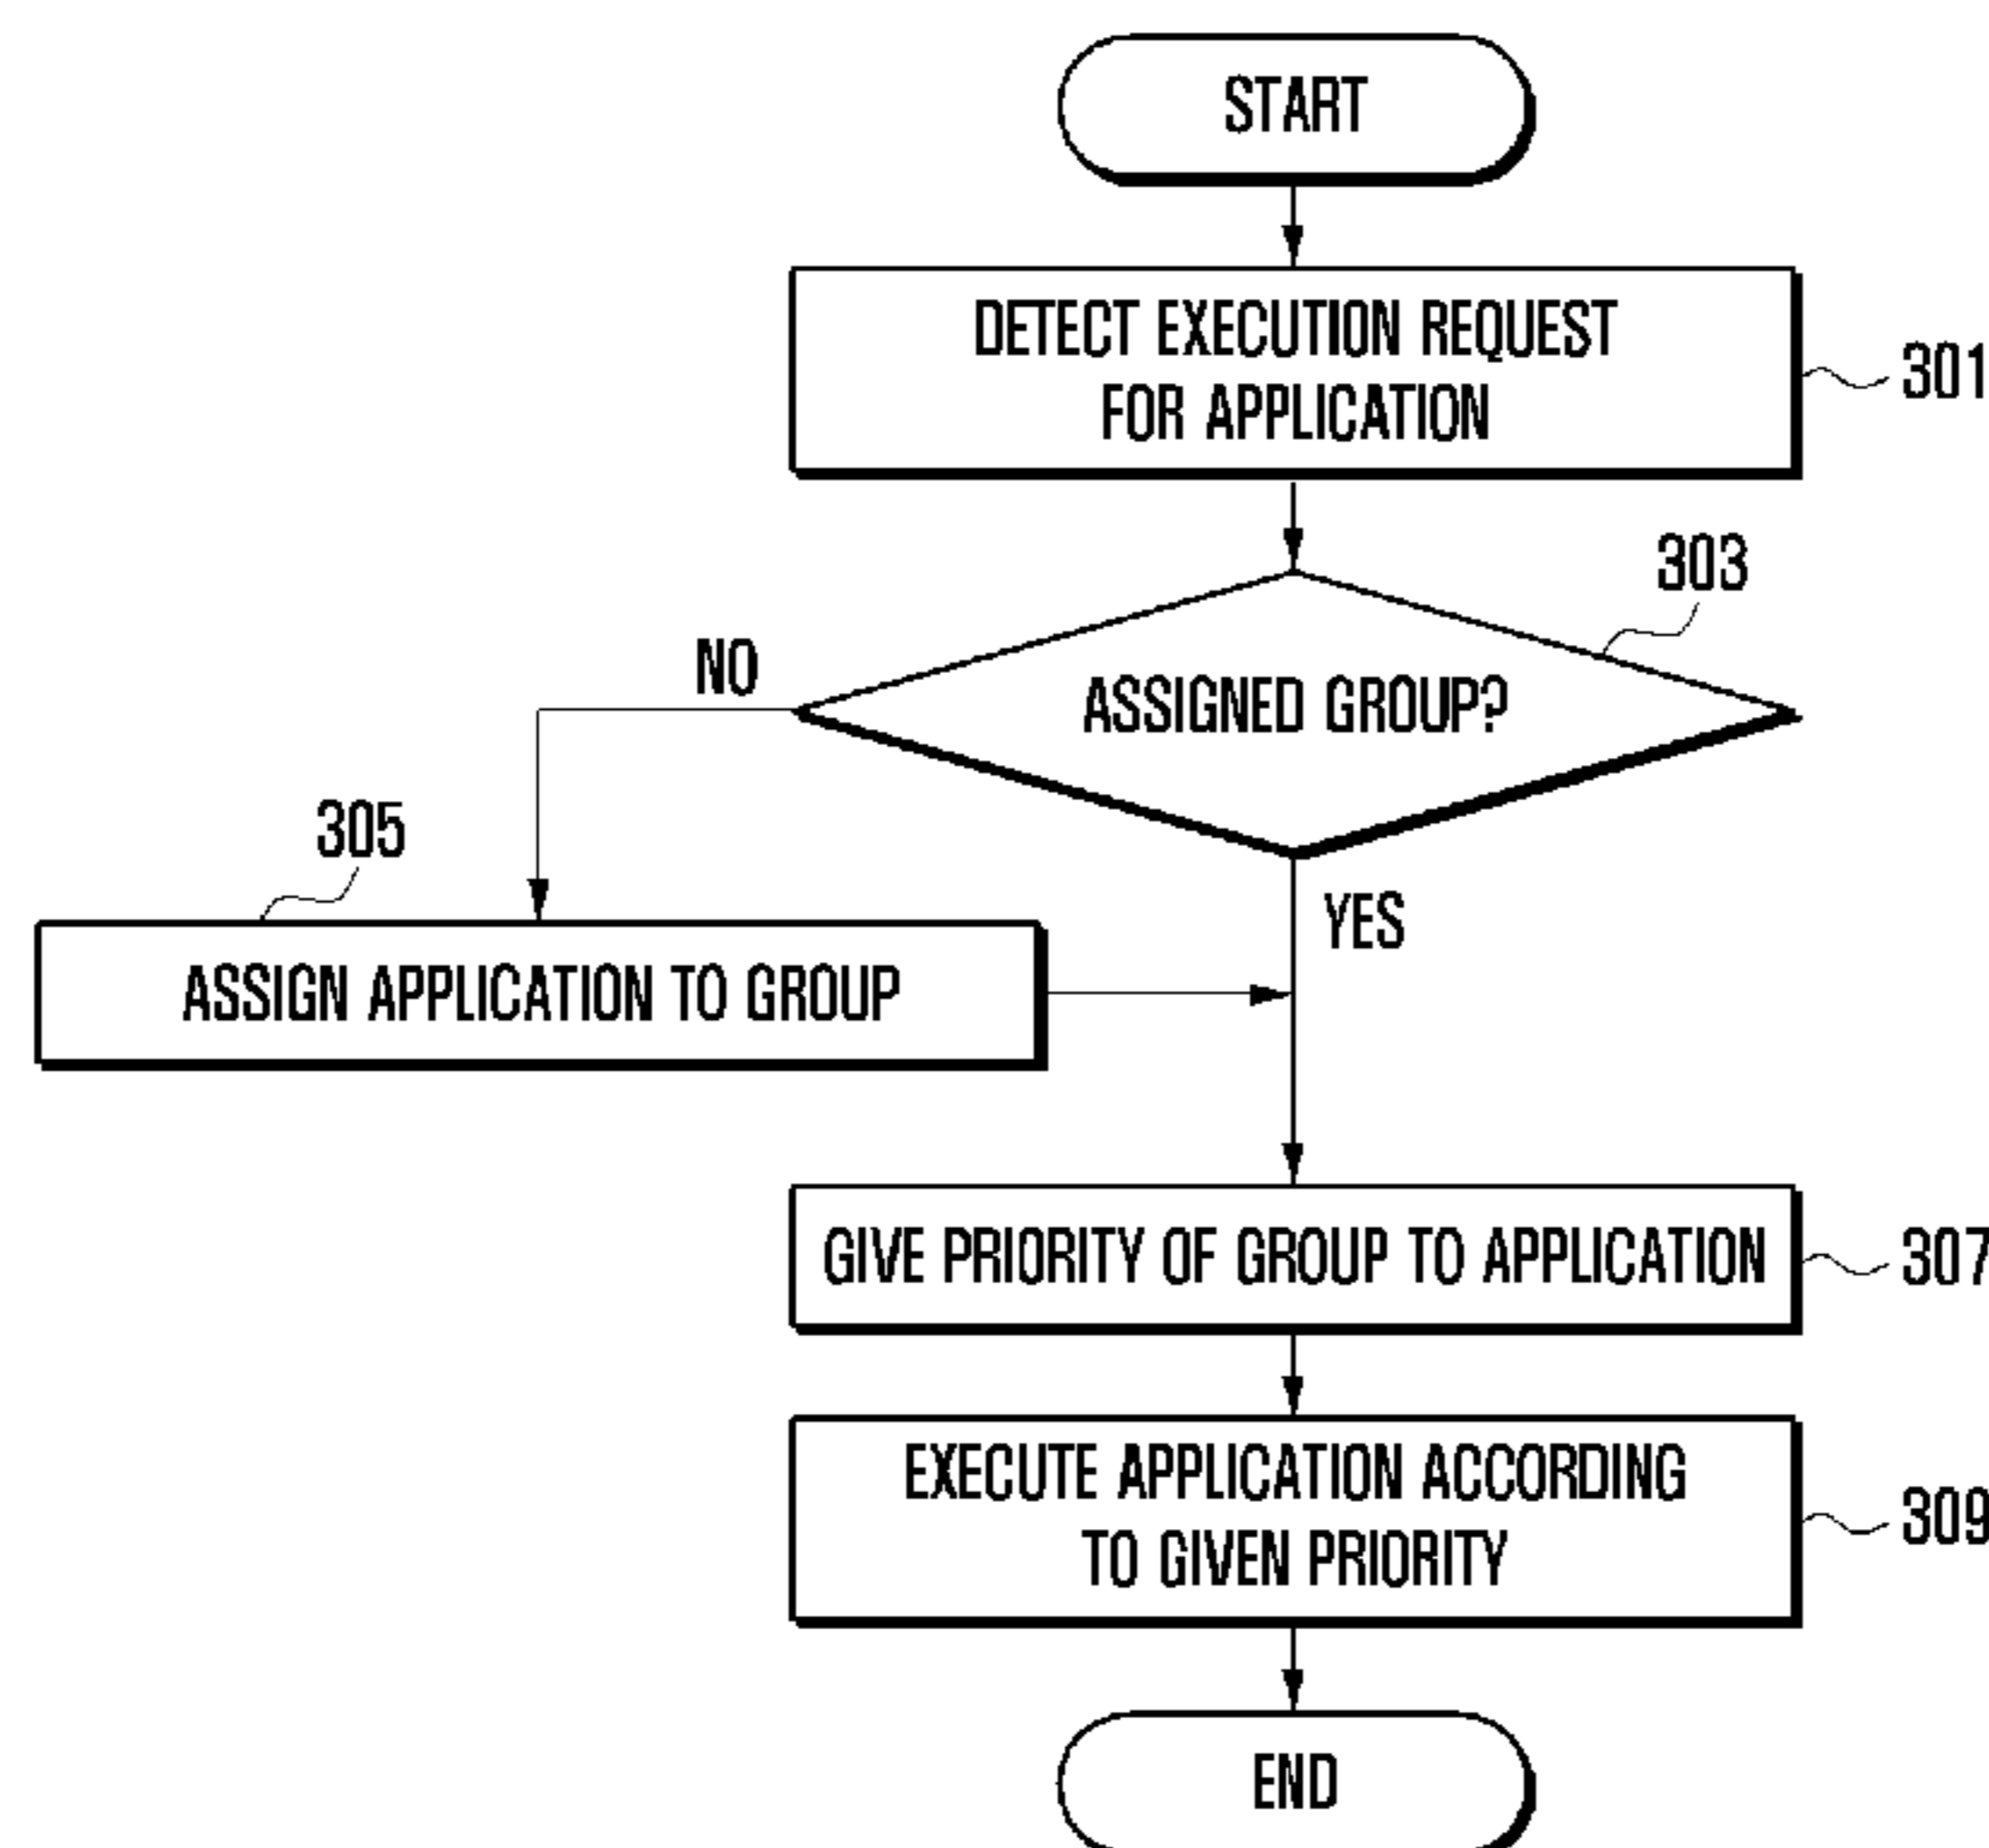 START
DETECT EXECUTION REQUEST
FOR APPLICATION
301
303
NO
ASSIGNED GROUP?
305
YES
ASSIGN APPLICATION TO GROUP
GIVE PRIORITY OF GROUP TO APPLICATION
307
EXECUTE APPLICATION ACCORDING
TO GIVEN PRIORITY
309
END